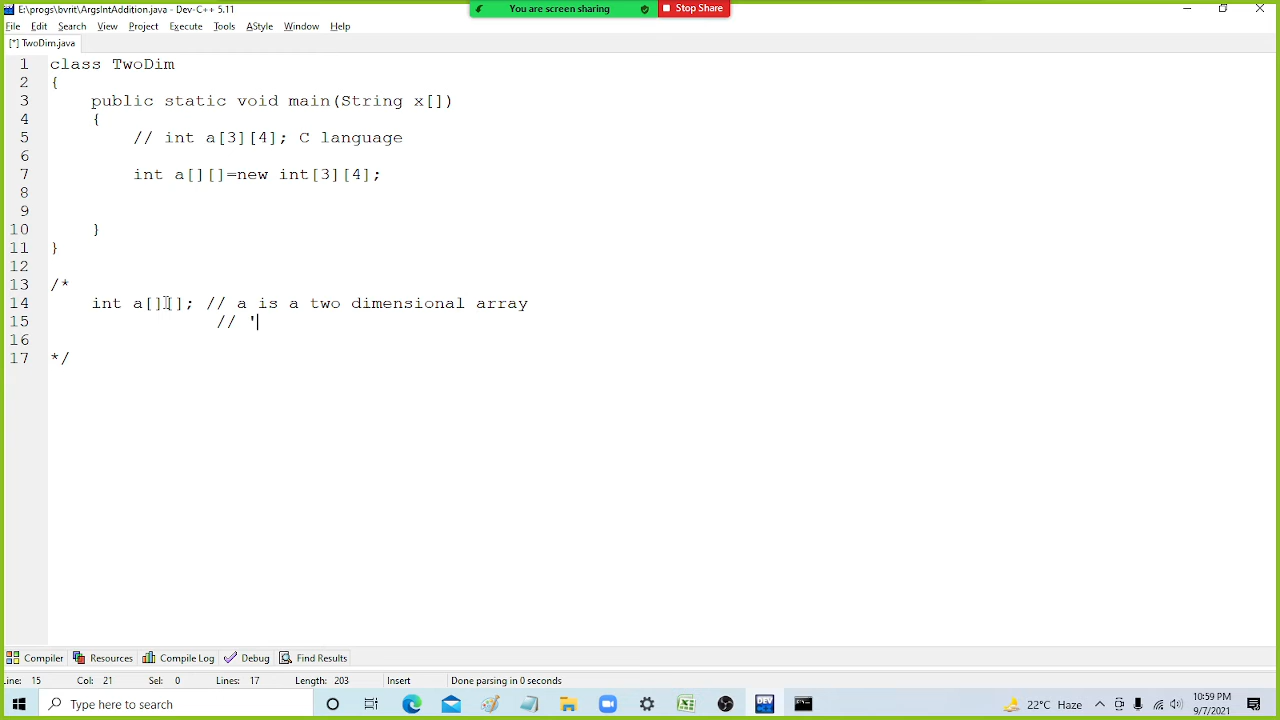 E:\progs\bvrit\ArgsIntAddition.java - Dev-C++ 5.11
You are screen sharing
Stop Share
File Edit Search View Project Execute Tools AStyle Window Help
[*] TwoDim.java
1 class TwoDim
2 {
3 public static void main(String x[])
4 {
5 // int a[3][4]; C language
6
7 int a[][]=new int[3][4];
8
9
10 }
11 }
12
13 /*
14 int a[][]; // a is a two dimensional array
15 // '
16
17 */
Compiler Resources Compile Log Debug Find Results
Line: 15 Col: 21 Sel: 0 Lines: 17 Length: 203 Insert Done parsing in 0 seconds
Type here to search
DEV
22°C Haze
10:59 PM
9/7/2021